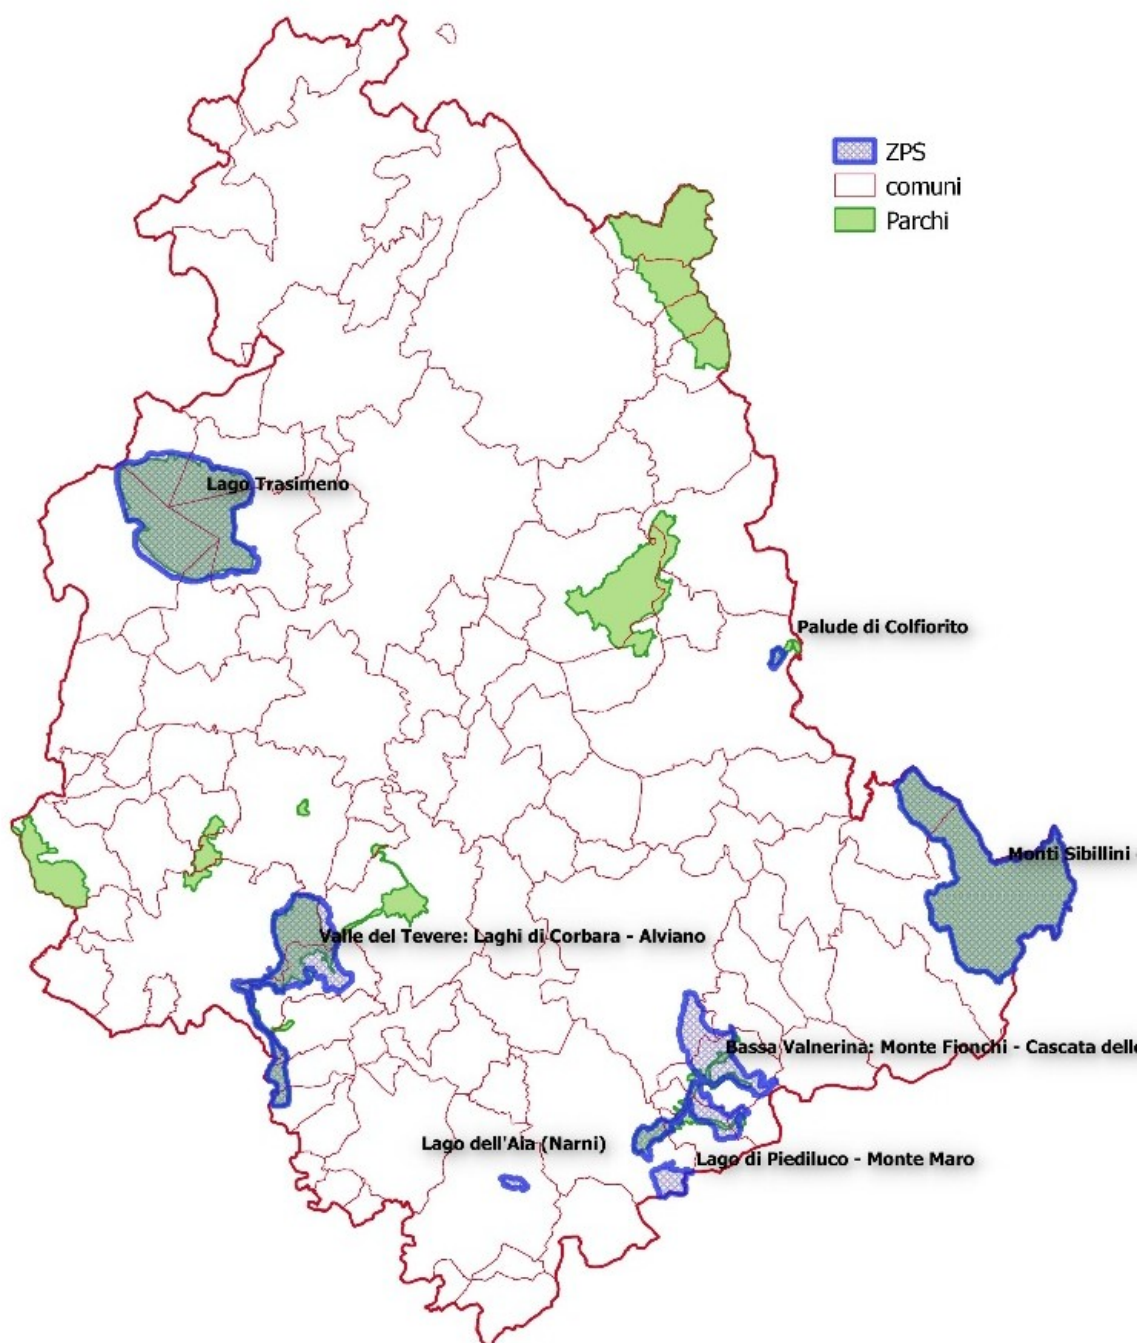 ZPS
comuni
Parchi
Lago Trasimeno
Palude di Colfiorito
Monti Sibillini
Valle del Tevere: Laghi di Corbara - Alviano
Bassa Valnerina: Monte Fionchi - Cascata delle
Lago dell'Aia (Narni)
Lago di Piediluco - Monte Maro